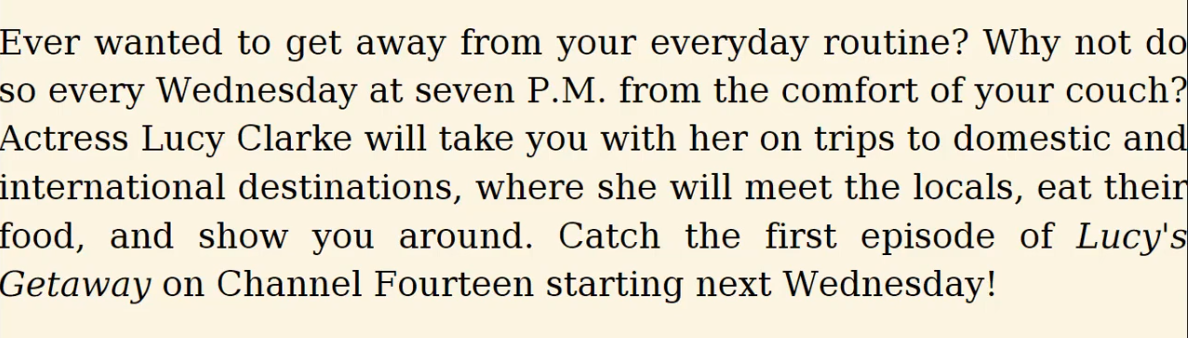 Ever wanted to get away from your everyday routine? Why not do
so every Wednesday at seven P.M. from the comfort of your couch?
Actress Lucy Clarke will take you with her on trips to domestic and
international destinations, where she will meet the locals, eat their
food, and show you around. Catch the first episode of Lucy's
Getaway on Channel Fourteen starting next Wednesday!